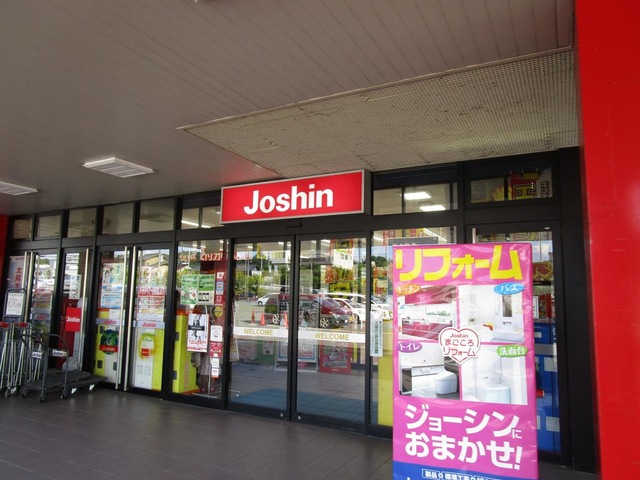 Joshin
WELCOME
WELCOME
Joshin
Joshin
リフォーム
キッチン
バス
Joshin
まごころ
リフォーム
トイレ
洗面台
ジョーシンに
おまかせ!